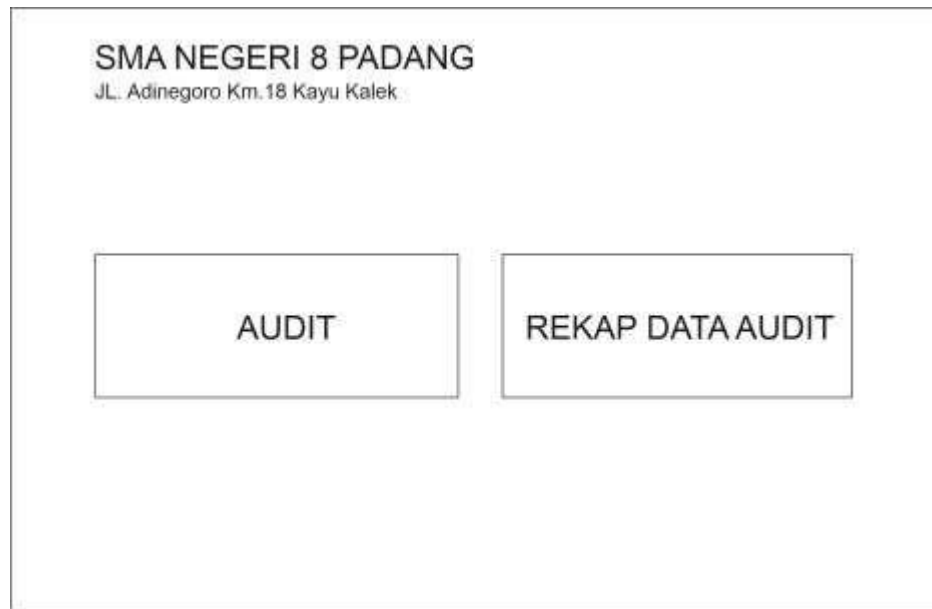 SMA NEGERI 8 PADANG
JL. Adinegoro Km.18 Kayu Kalek
AUDIT
REKAP DATA AUDIT